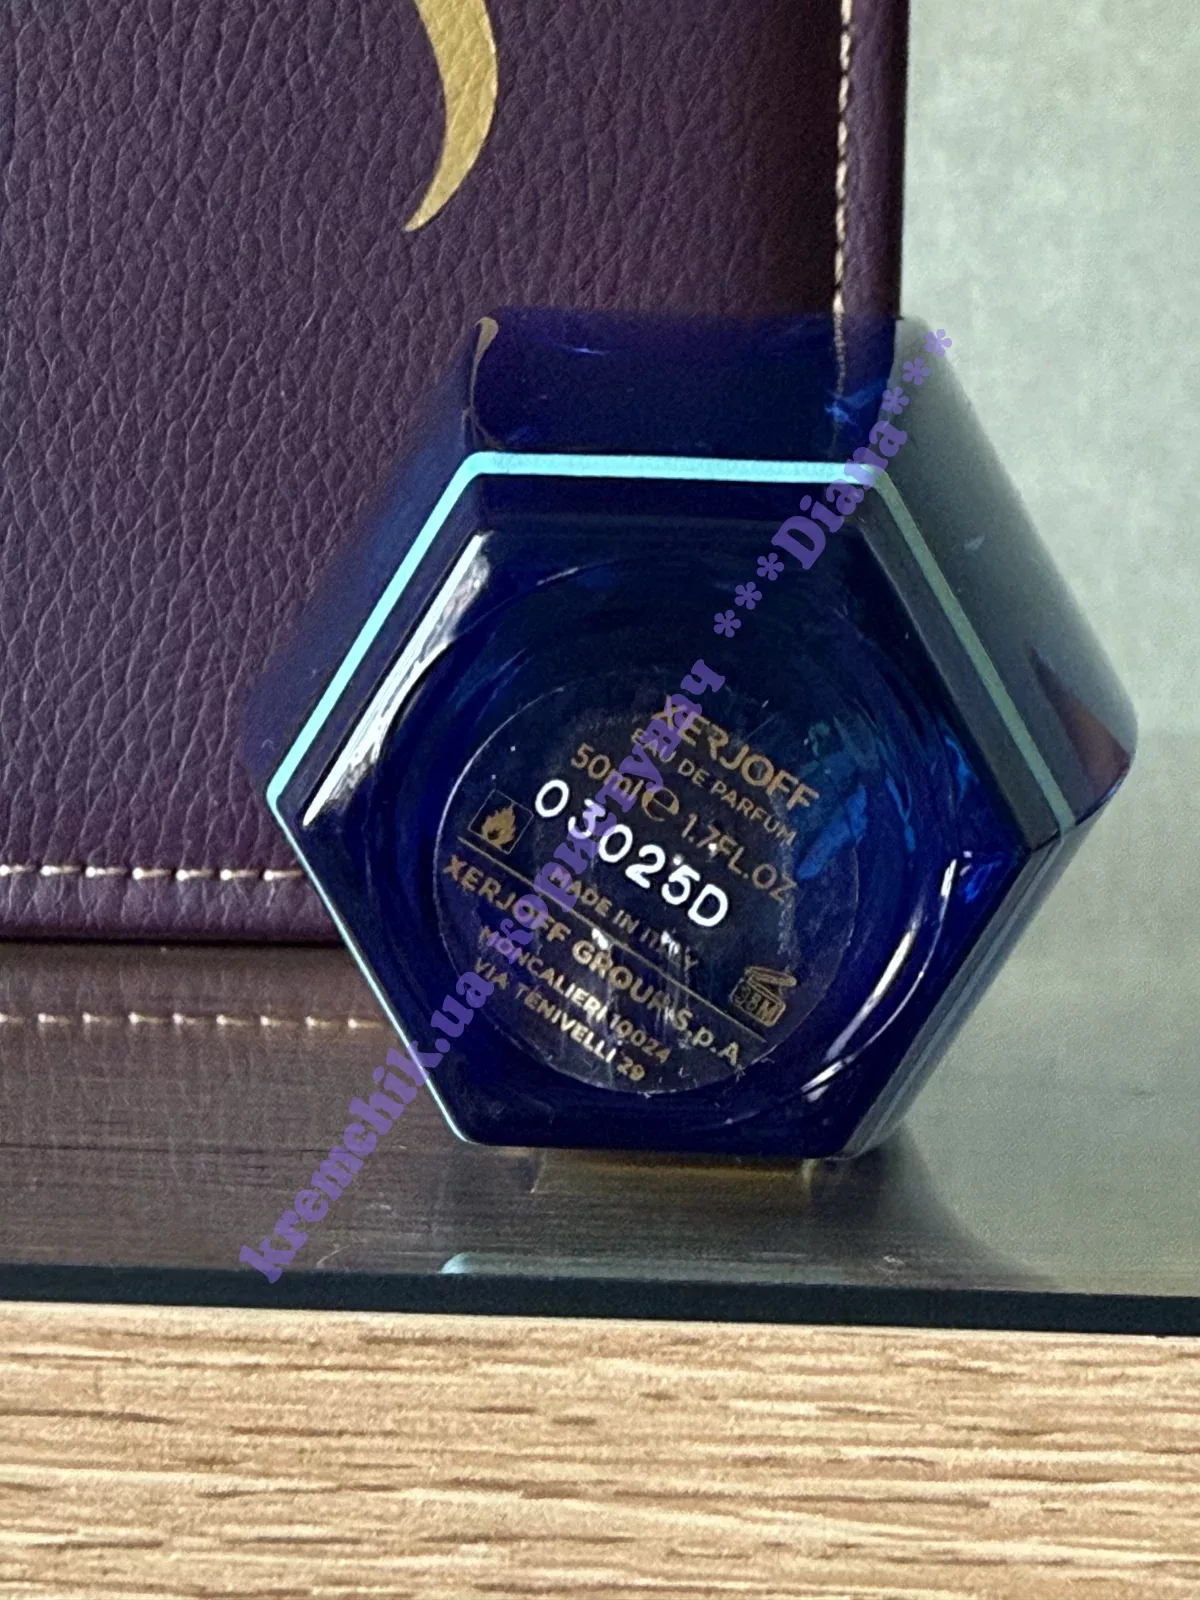 XERJOFF
EAU DE PARFUM
50ml ℮ 1.7FL.OZ
03025D
MADE IN ITALY
XERJOFF GROUP S.p.A.
MONCALIERI 10024
VIA TENIVELLI 29
36M
kremchik.ua користувач ***Diana***